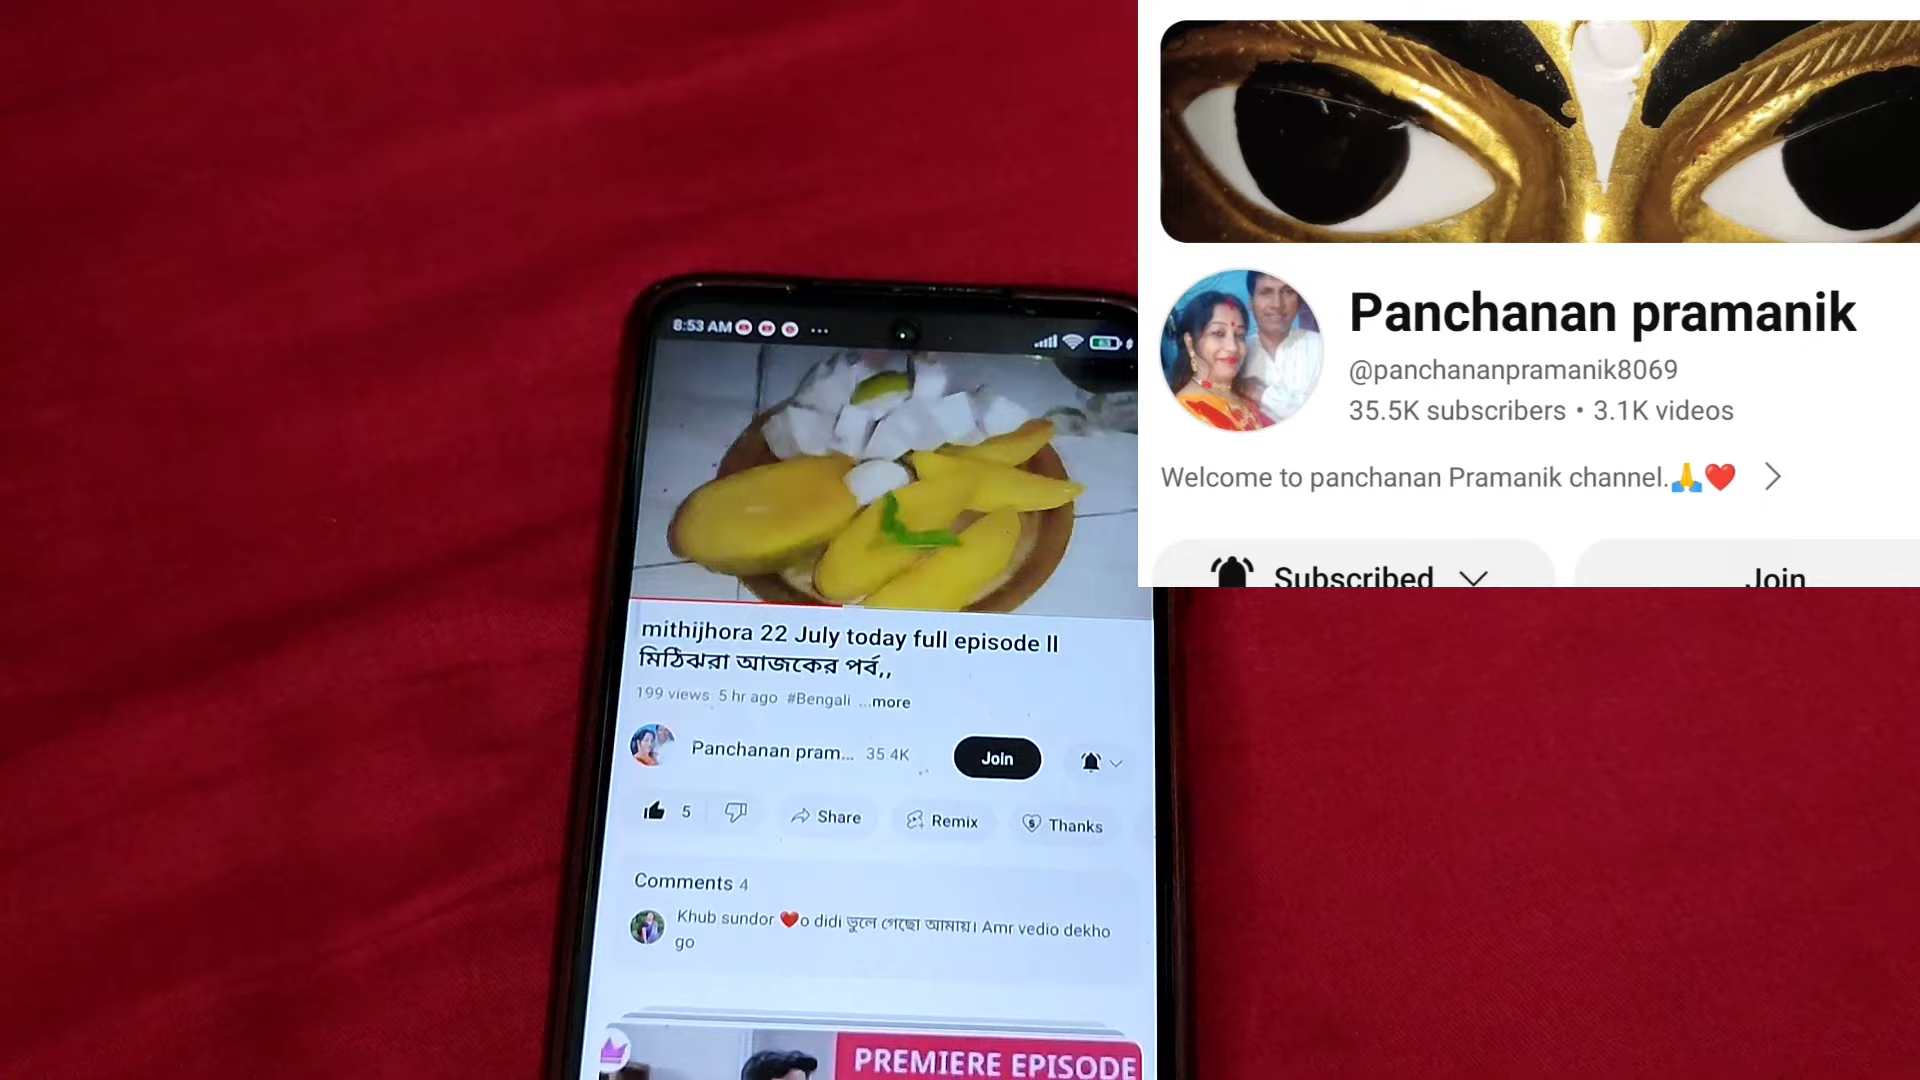 8:53 AM
mithijhora 22 July today full episode ll
মিঠিঝরা আজকের পর্ব,,
199 views 5 hr ago #Bengali ...more
Panchanan pram... 35.4K
Join
5
Share
Remix
Thanks
Comments 4
Khub sundor ❤️o didi ভুলে গেছো আমায়। Amr vedio dekho
go
PREMIERE EPISODE
Panchanan pramanik
@panchananpramanik8069
35.5K subscribers • 3.1K videos
Welcome to panchanan Pramanik channel.🙏❤️
Subscribed
Join